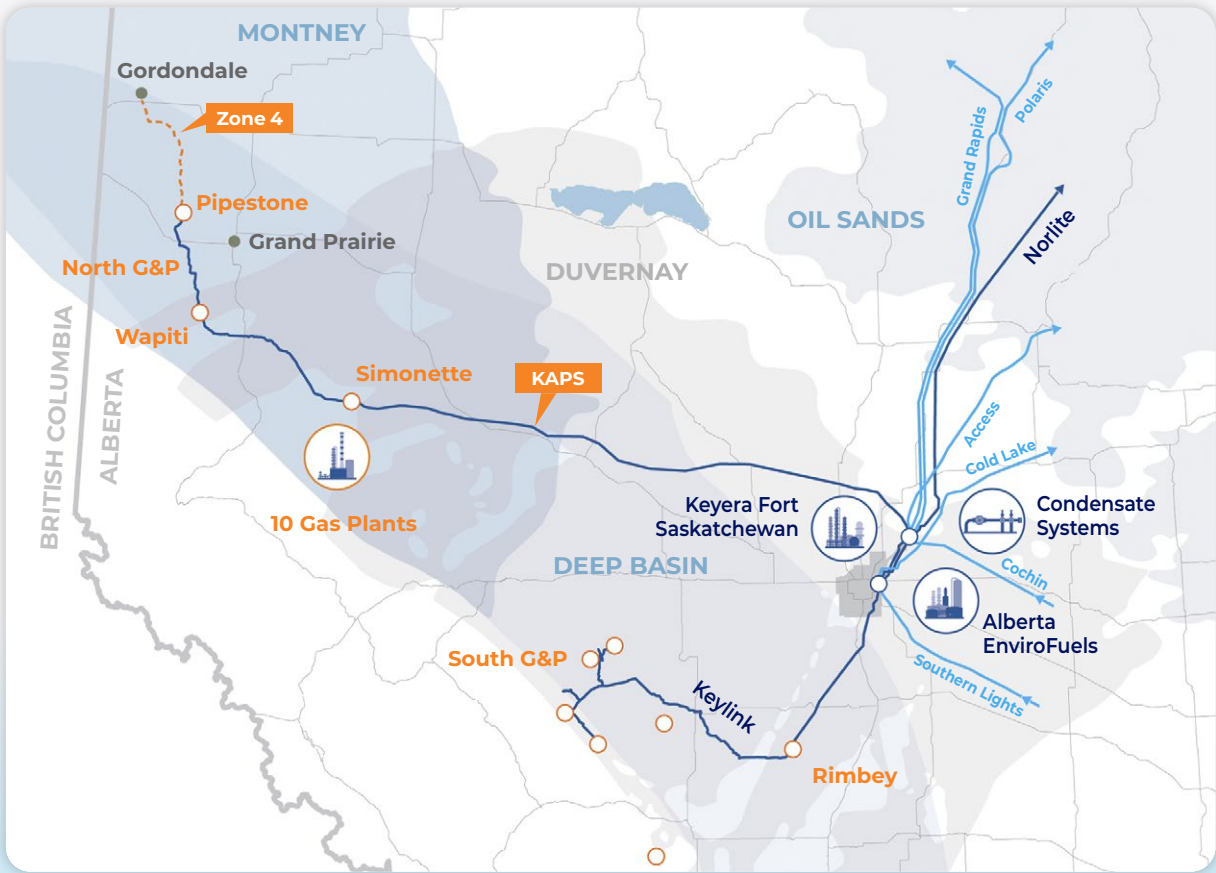 MONTNEY
Gordondale
Zone 4
Polaris
Grand Rapids
Pipestone
OIL SANDS
Norlite
Grand Prairie
North G&P
DUVERNAY
Wapiti
BRITISH COLUMBIA
ALBERTA
Simonette
KAPS
Access
Cold Lake
Keyera Fort
Saskatchewan
Condensate
Systems
10 Gas Plants
DEEP BASIN
Cochin
Alberta
EnviroFuels
South G&P
Southern Lights
Keylink
Rimbey